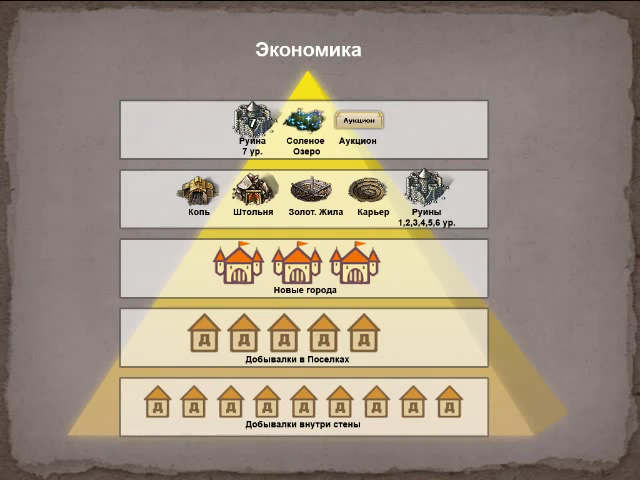 Экономика
7
Аукцион
Руина Соленое Аукцион
7 ур. Озеро
Копь Штольня Золот. Жила Карьер Руины
1,2,3,4,5,6 ур.
Новые города
Д Д Д Д Д
Добывалки в Поселках
Д Д Д Д Д Д Д Д Д
Добывалки внутри стены